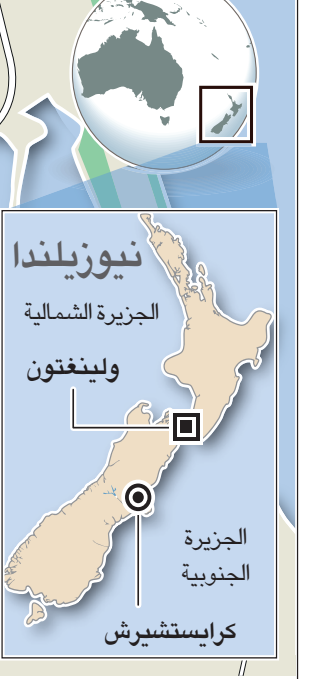 نيوزيلندا
الجزيرة الشمالية
ولينغتون
الجزيرة
الجنوبية
كرايستشيرش